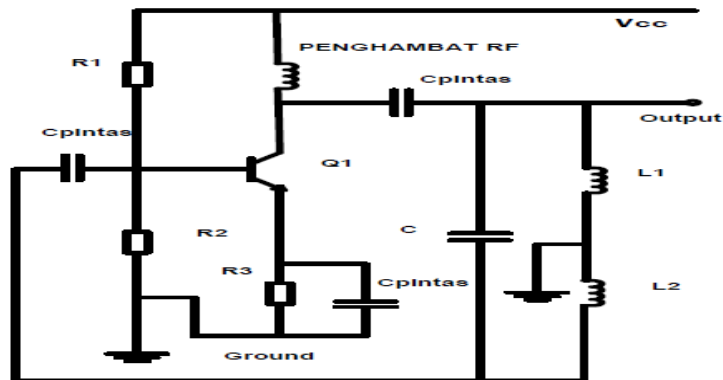 Vcc
PENGHAMBAT RF
R1
Cpintas
Cpintas
Output
Q1
L1
R2
C
R3
Cpintas
L2
Ground